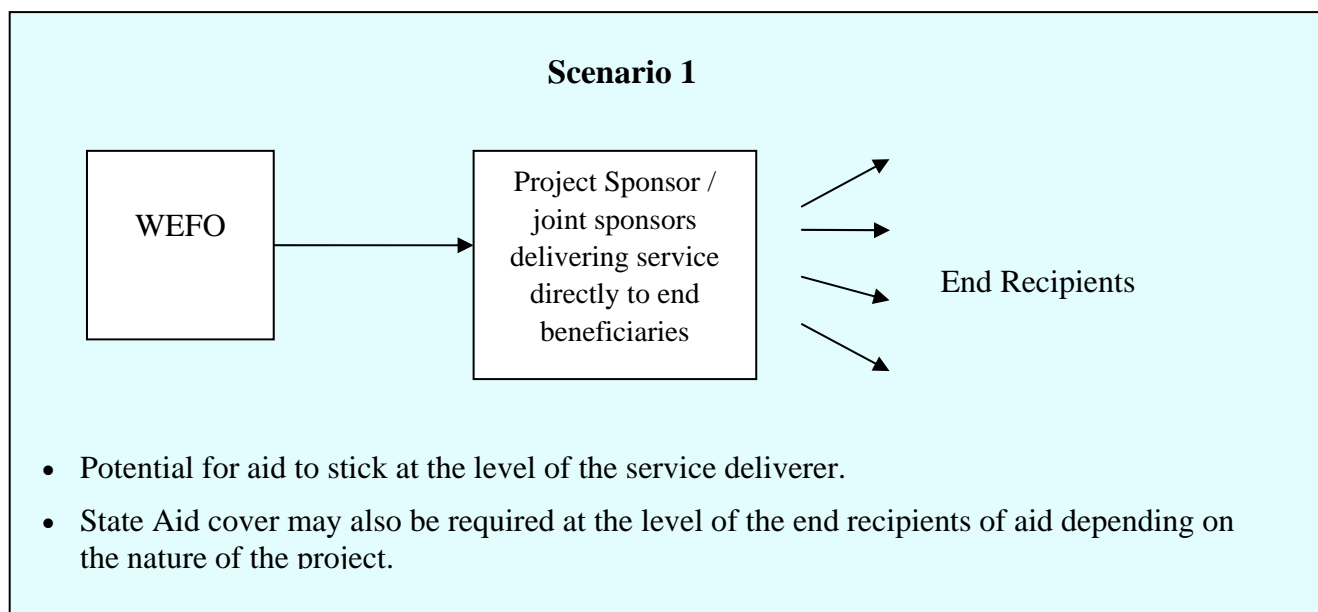 Scenario 1
WEFO
Project Sponsor /
joint sponsors
delivering service
directly to end
beneficiaries
End Recipients
• Potential for aid to stick at the level of the service deliverer.
• State Aid cover may also be required at the level of the end recipients of aid depending on
the nature of the project.